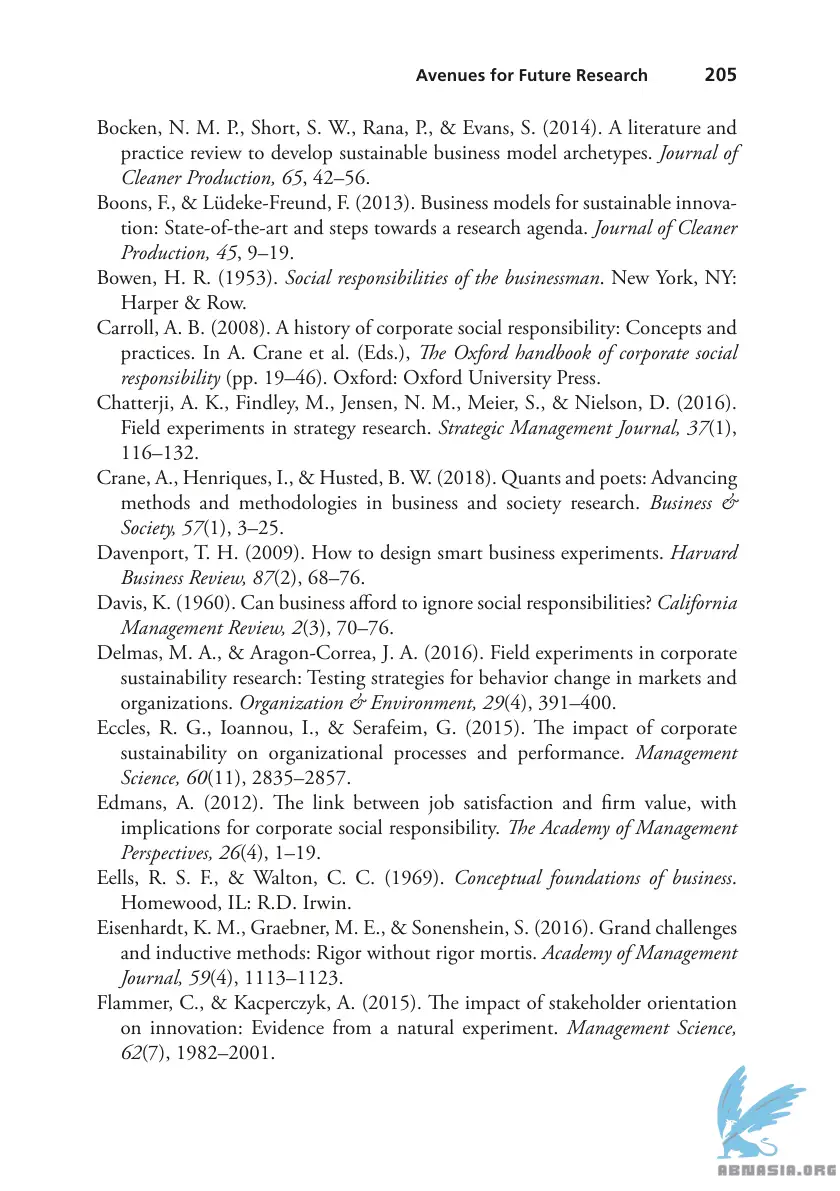 Avenues for Future Research 205
Bocken, N. M. P., Short, S. W., Rana, P., & Evans, S. (2014). A literature and
practice review to develop sustainable business model archetypes. Journal of
Cleaner Production, 65, 42–56.
Boons, F., & Lüdeke-Freund, F. (2013). Business models for sustainable innova-
tion: State-of-the-art and steps towards a research agenda. Journal of Cleaner
Production, 45, 9–19.
Bowen, H. R. (1953). Social responsibilities of the businessman. New York, NY:
Harper & Row.
Carroll, A. B. (2008). A history of corporate social responsibility: Concepts and
practices. In A. Crane et al. (Eds.), The Oxford handbook of corporate social
responsibility (pp. 19–46). Oxford: Oxford University Press.
Chatterji, A. K., Findley, M., Jensen, N. M., Meier, S., & Nielson, D. (2016).
Field experiments in strategy research. Strategic Management Journal, 37(1),
116–132.
Crane, A., Henriques, I., & Husted, B. W. (2018). Quants and poets: Advancing
methods and methodologies in business and society research. Business &
Society, 57(1), 3–25.
Davenport, T. H. (2009). How to design smart business experiments. Harvard
Business Review, 87(2), 68–76.
Davis, K. (1960). Can business afford to ignore social responsibilities? California
Management Review, 2(3), 70–76.
Delmas, M. A., & Aragon-Correa, J. A. (2016). Field experiments in corporate
sustainability research: Testing strategies for behavior change in markets and
organizations. Organization & Environment, 29(4), 391–400.
Eccles, R. G., Ioannou, I., & Serafeim, G. (2015). The impact of corporate
sustainability on organizational processes and performance. Management
Science, 60(11), 2835–2857.
Edmans, A. (2012). The link between job satisfaction and firm value, with
implications for corporate social responsibility. The Academy of Management
Perspectives, 26(4), 1–19.
Eells, R. S. F., & Walton, C. C. (1969). Conceptual foundations of business.
Homewood, IL: R.D. Irwin.
Eisenhardt, K. M., Graebner, M. E., & Sonenshein, S. (2016). Grand challenges
and inductive methods: Rigor without rigor mortis. Academy of Management
Journal, 59(4), 1113–1123.
Flammer, C., & Kacperczyk, A. (2015). The impact of stakeholder orientation
on innovation: Evidence from a natural experiment. Management Science,
62(7), 1982–2001.
ABNASIA.ORG